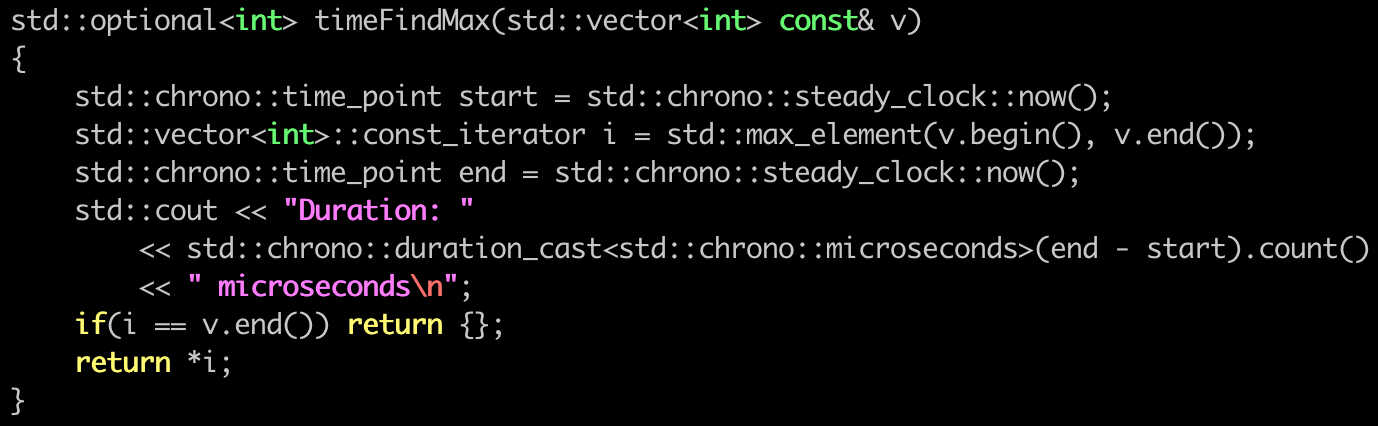 std::optional<int> timeFindMax(std::vector<int> const& v)
{
    std::chrono::time_point start = std::chrono::steady_clock::now();
    std::vector<int>::const_iterator i = std::max_element(v.begin(), v.end());
    std::chrono::time_point end = std::chrono::steady_clock::now();
    std::cout << "Duration: "
        << std::chrono::duration_cast<std::chrono::microseconds>(end - start).count()
        << " microseconds\n";
    if(i == v.end()) return {};
    return *i;
}